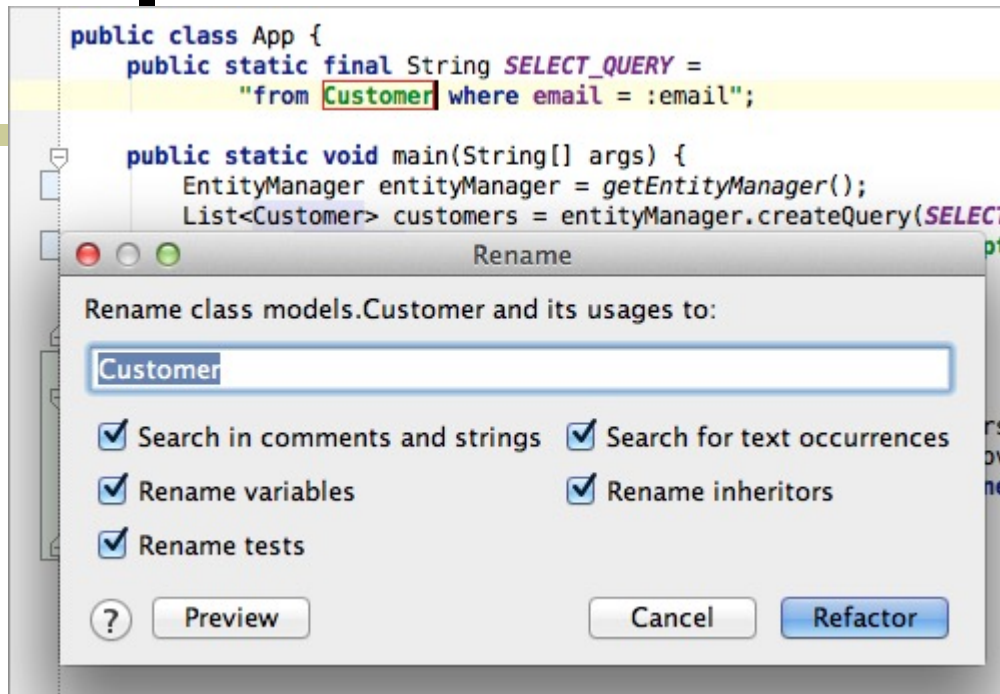 public class App {
public static final String SELECT_QUERY =
"from Customer where email = :email";
public static void main(String[] args) {
EntityManager entityManager = getEntityManager();
List<Customer> customers = entityManager.createQuery(
Rename
Rename class models.Customer and its usages to:
Customer
Search in comments and strings
Search for text occurrences
Rename variables
Rename inheritors
Rename tests
?
Preview
Cancel
Refactor